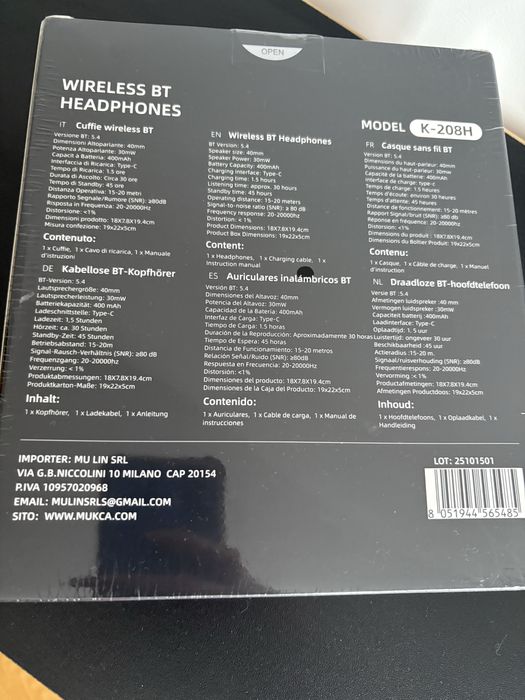 OPEN
WIRELESS BT
HEADPHONES
MODEL K-208H
IT Cuffie wireless BT
Versione BT: 5.4
Dimensioni Altoparlante: 40mm
Potenza Altoparlante: 30mW
Capacità Batteria: 400mAh
Interfaccia di Ricarica: Type-C
Tempo di Ricarica: 1.5 ore
Durata di Ascolto: Circa 30 ore
Tempo di Standby: 45 ore
Distanza Operativa: 15-20 metri
Rapporto Segnale/Rumore (SNR): ≥80dB
Risposta in Frequenza: 20-20000Hz
Distorsione: <1%
Dimensioni prodotto: 18X7.8X19.4cm
Misura confezione: 19x22x5cm
Contenuto:
1 x Cuffie, 1 x Cavo di ricarica, 1 x Manuale
d'istruzioni
EN Wireless BT Headphones
BT Version: 5.4
Speaker size: 40mm
Speaker Power: 30mW
Battery Capacity: 400mAh
Charging interface: Type-C
Charging time: 1.5 hours
Listening time: approx. 30 hours
Standby time: 45 hours
Operating distance: 15-20 meters
Signal-to-noise ratio (SNR): ≥ 80 dB
Frequency response: 20-20000Hz
Distortion: < 1%
Product Dimensions: 18X7.8X19.4cm
Product Box Dimensions: 19x22x5cm
Content:
1 x Headphones, 1 x Charging cable, 1 x
Instruction manual
FR Casque sans fil BT
Version BT: 5.4
Dimensions du haut-parleur: 40mm
Puissance du haut-parleur: 30mw
Capacité de la batterie: 400mAh
Interface de charge: type-c
Temps de charge: 1.5 heures
Temps d'écoute: environ 30 heures
Temps d'attente: 45 heures
Distance de fonctionnement: 15-20 mètres
Rapport Signal/bruit (SNR): ≥80 dB
Réponse en fréquence: 20-20000Hz
Distorsion: <1%
Dimensions du produit : 18X7.8X19.4cm
Dimensions du Boîtier Produit: 19x22x5cm
Contenu:
1 x Casque, 1 x Câble de charge, 1 x Manuel
d'instruction
DE Kabellose BT-Kopfhörer
BT-Version: 5.4
Lautsprechergröße: 40mm
Lautsprecherleistung: 30mW
Batteriekapazität: 400 mAh
Ladeschnittstelle: Type-C
Ladezeit: 1,5 Stunden
Hörzeit: ca. 30 Stunden
Standby-Zeit: 45 Stunden
Betriebsabstand: 15-20m
Signal-Rausch-Verhältnis (SNR): ≥80 dB
Frequenzgang: 20-20000Hz
Verzerrung: < 1%
Produktabmessungen: 18X7.8X19.4cm
Produktkarton-Maße: 19x22x5cm
Inhalt:
1 x Kopfhörer, 1 x Ladekabel, 1 x Anleitung
ES Auriculares inalámbricos BT
Versión BT: 5.4
Dimensiones del Altavoz: 40mm
Potencia del Altavoz: 30mW
Capacidad de la Batería: 400mAh
Interfaz de Carga: Type-C
Tiempo de Carga: 1.5 horas
Duración de la Reproducción: Aproximadamente 30 horas
Tiempo de Espera: 45 horas
Distancia de Funcionamiento: 15-20 metros
Relación Señal/Ruido (SNR): ≥80dB
Respuesta en Frecuencia: 20-20000Hz
Distorsión: <1%
Dimensiones del producto: 18X7.8X19.4cm
Dimensiones de la Caja del Producto: 19x22x5cm
Contenido:
1 x Auriculares, 1 x Cable de carga, 1 x Manual de
instrucciones
NL Draadloze BT-hoofdtelefoon
Versie BT: 5.4
Afmetingen luidspreker :40 mm
Vermogen luidspreker :30mW
Capaciteit batterij :400mAh
Laadinterface: Type-C
Oplaadtijd: 1.5 uur
Luistertijd: ongeveer 30 uur
Beschikbaarheid :45 uur
Actieradius :15-20 m.
Signaal/ruisverhouding (SNR): ≥80dB
Frequentierespons: 20-20000Hz
Vervorming :< 1%
Productafmetingen: 18X7.8X19.4cm
Afmetingen Productdoos: 19x22x5cm
Inhoud:
1 x Hoofdtelefoons, 1 x Oplaadkabel, 1 x
Handleiding
IMPORTER: MU LIN SRL
VIA G.B.NICCOLINI 10 MILANO CAP 20154
P.IVA 10957020968
EMAIL: MULINSRLS@GMAIL.COM
SITO: WWW.MUKCA.COM
LOT: 25101501
8 051944 565485